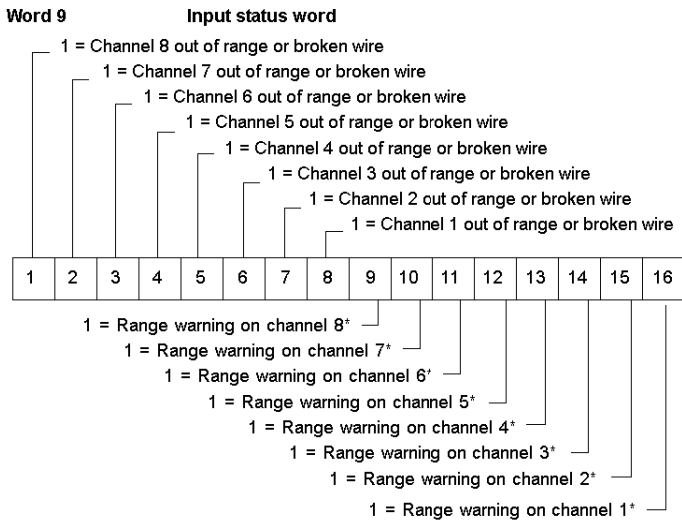 Word 9 Input status word
1 = Channel 8 out of range or broken wire
1 = Channel 7 out of range or broken wire
1 = Channel 6 out of range or broken wire
1 = Channel 5 out of range or broken wire
1 = Channel 4 out of range or broken wire
1 = Channel 3 out of range or broken wire
1 = Channel 2 out of range or broken wire
1 = Channel 1 out of range or broken wire
1 2 3 4 5 6 7 8 9 10 11 12 13 14 15 16
1 = Range warning on channel 8*
1 = Range warning on channel 7*
1 = Range warning on channel 6*
1 = Range warning on channel 5*
1 = Range warning on channel 4*
1 = Range warning on channel 3*
1 = Range warning on channel 2*
1 = Range warning on channel 1*